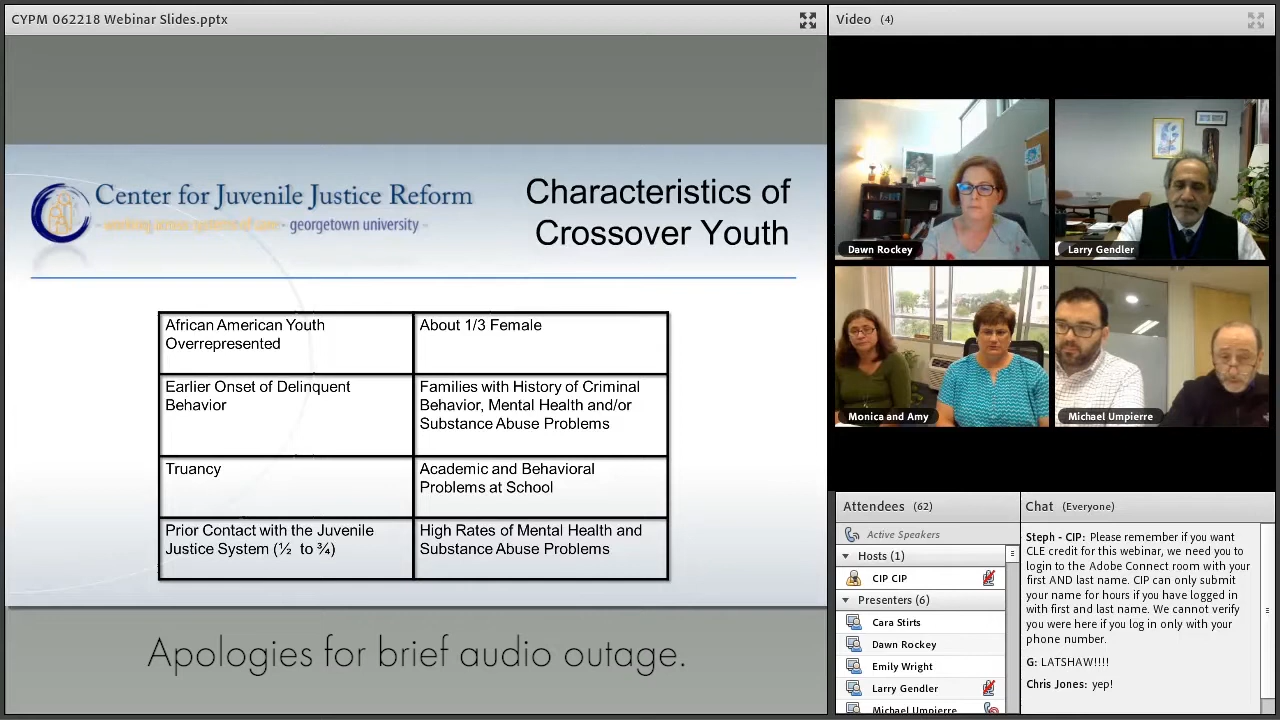 CYPM 062218 Webinar Slides.pptx
Center for Juvenile Justice Reform
working across systems of care - georgetown university -
Characteristics of
Crossover Youth
African American Youth
Overrepresented
About 1/3 Female
Earlier Onset of Delinquent
Behavior
Families with History of Criminal
Behavior, Mental Health and/or
Substance Abuse Problems
Truancy
Academic and Behavioral
Problems at School
Prior Contact with the Juvenile
Justice System (½ to ¾)
High Rates of Mental Health and
Substance Abuse Problems
Apologies for brief audio outage.
Video (4)
Dawn Rockey
Larry Gendler
Monica and Amy
Michael Umpierre
Attendees (62)
Active Speakers
Hosts (1)
CIP CIP
Presenters (6)
Cara Stirts
Dawn Rockey
Emily Wright
Larry Gendler
Michael Umpierre
Chat (Everyone)
Steph - CIP: Please remember if you want
CLE credit for this webinar, we need you to
login to the Adobe Connect room with your
first AND last name. CIP can only submit
your name for hours if you have logged in
with first and last name. We cannot verify
you were here if you log in only with your
phone number.
G: LATSHAW!!!!
Chris Jones: yep!